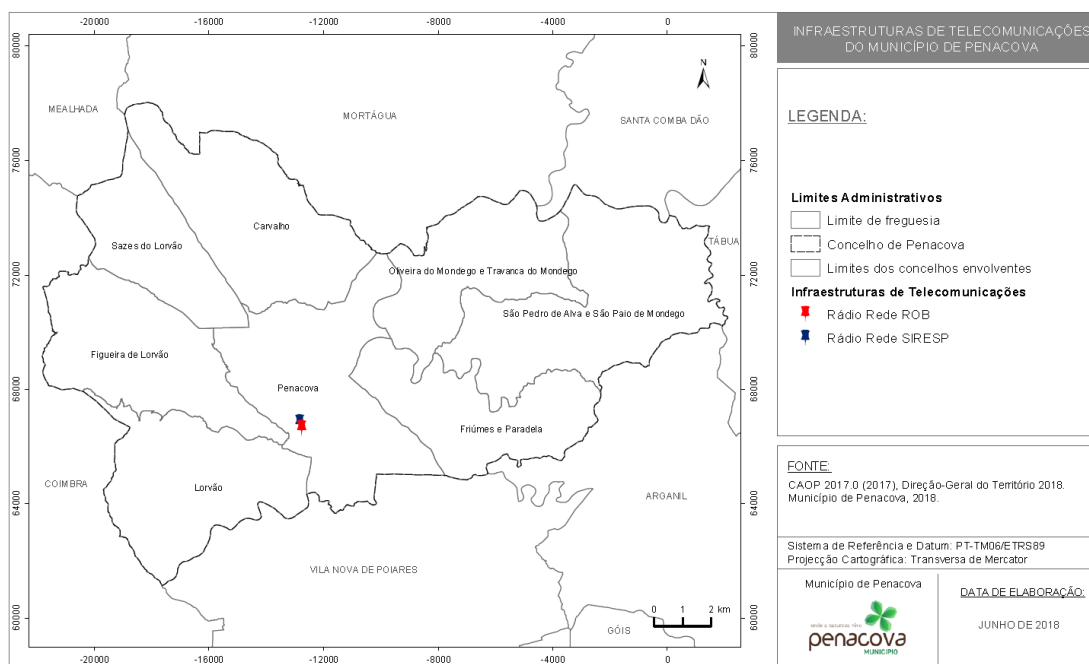 -20000 -16000 -12000 -8000 -4000 0
80000 76000 72000 68000 64000 60000
N
MEALHADA
MORTÁGUA
SANTA COMBA DÃO
Carvalho
Sazes do Lorvão
TÁBUA
Oliveira do Mondego e Travanca do Mondego
São Pedro de Alva e São Paio de Mondego
Figueira de Lorvão
Penacova
Friúmes e Paradela
COIMBRA
Lorvão
ARGANIL
VILA NOVA DE POIARES
GÓIS
0 1 2 km
80000 76000 72000 68000 64000 60000
-20000 -16000 -12000 -8000 -4000 0
INFRAESTRUTURAS DE TELECOMUNICAÇÕES
DO MUNICÍPIO DE PENACOVA
LEGENDA:
Limites Administrativos
Limite de freguesia
Concelho de Penacova
Limites dos concelhos envolventes
Infraestruturas de Telecomunicações
Rádio Rede ROB
Rádio Rede SIRESP
FONTE:
CAOP 2017.0 (2017), Direção-Geral do Território 2018.
Município de Penacova, 2018.
Sistema de Referência e Datum: PT-TM06/ETRS89
Projecção Cartográfica: Transversa de Mercator
Município de Penacova
penacova
MUNICÍPIO
DATA DE ELABORAÇÃO:
JUNHO DE 2018